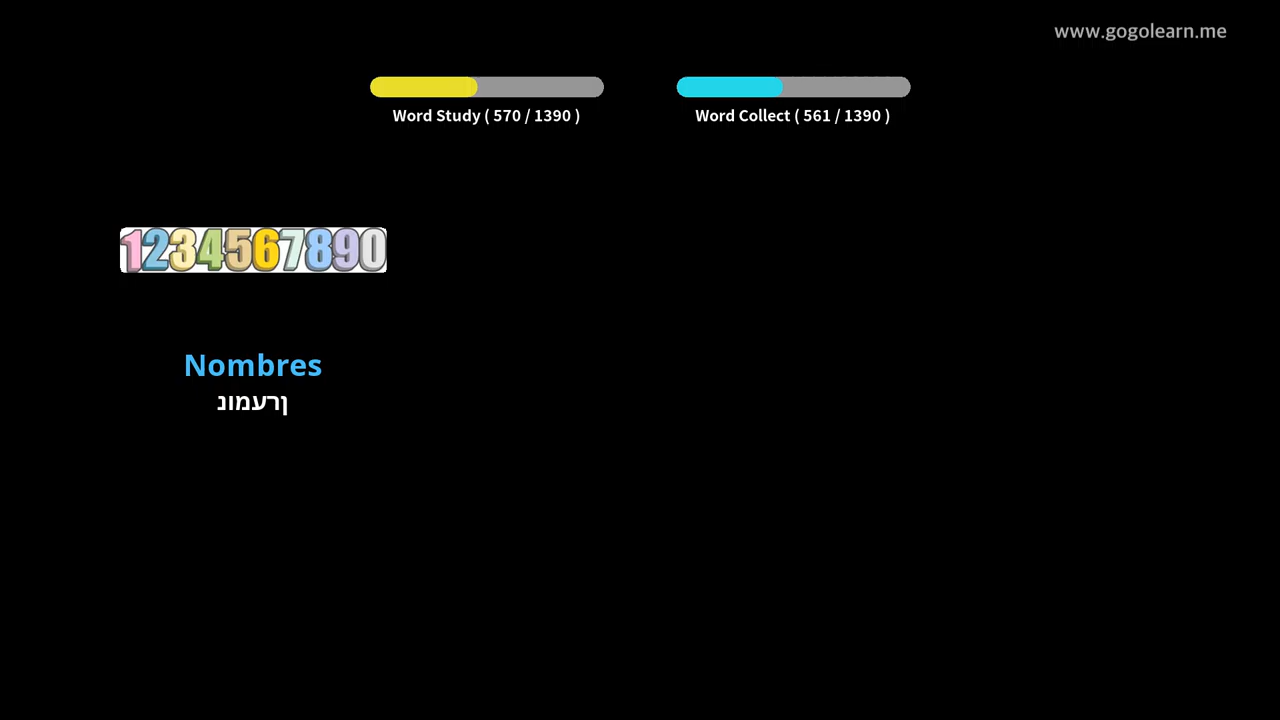 www.gogolearn.me
Word Study ( 570 / 1390 )
Word Collect ( 561 / 1390 )
1234567890
Nombres
ןרעמונ